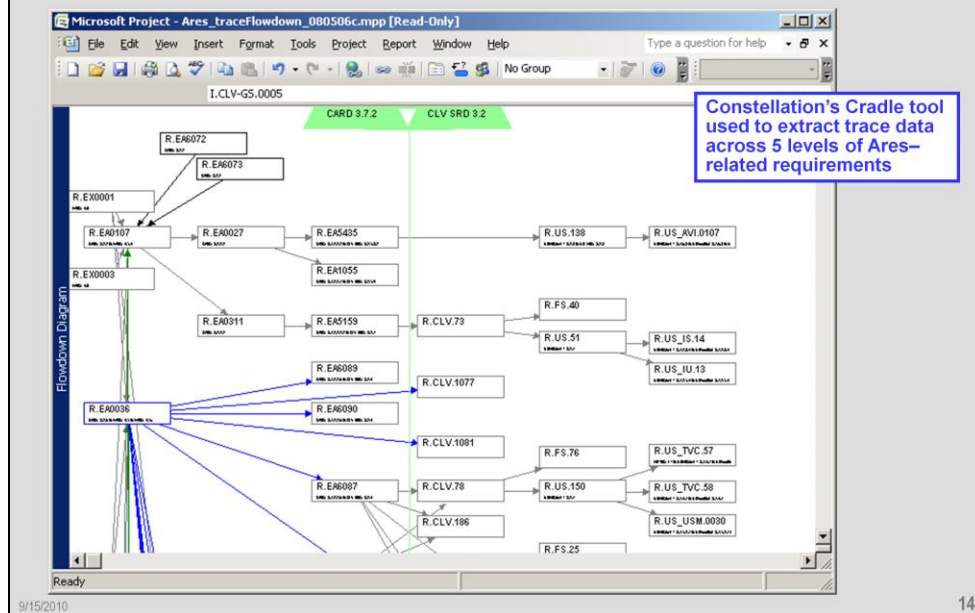 Microsoft Project - Ares_traceFlowdown_080506c.mpp [Read-Only]
File Edit View Insert Format Tools Project Report Window Help
Type a question for help
No Group
I.CLV-GS.0005
CARD 3.7.2
CLV SRD 3.2
Constellation's Cradle tool
used to extract trace data
across 5 levels of Ares–
related requirements
R.EA6072
R.EA6073
R.EX0001
R.EA0107
R.EA0027
R.EA5435
R.US.138
R.US_AVI.0107
R.EX0003
R.EA1055
R.FS.40
R.EA0311
R.EA5159
R.CLV.73
R.US.51
R.US_IS.14
R.US_IU.13
Flowdown Diagram
R.EA6089
R.CLV.1077
R.EA0036
R.EA6090
R.CLV.1081
R.FS.76
R.US_TVC.57
R.EA6087
R.CLV.78
R.US.150
R.US_TVC.58
R.CLV.186
R.US_USM.0030
R.FS.25
Ready
9/15/2010
14